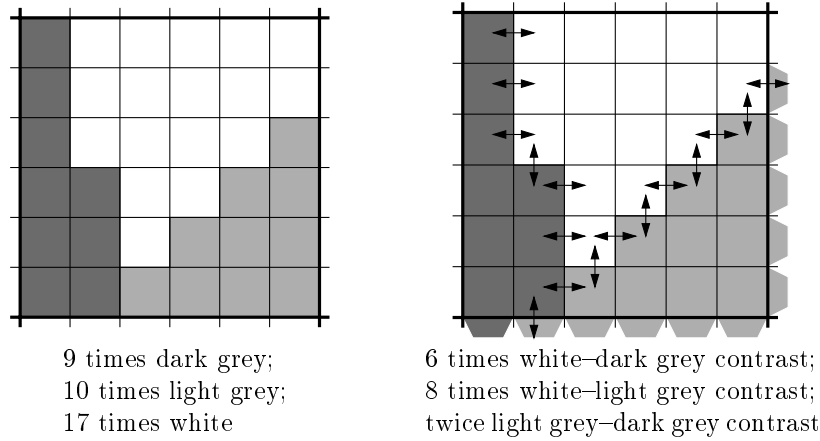 9 times dark grey;
10 times light grey;
17 times white
6 times white–dark grey contrast;
8 times white–light grey contrast;
twice light grey–dark grey contrast